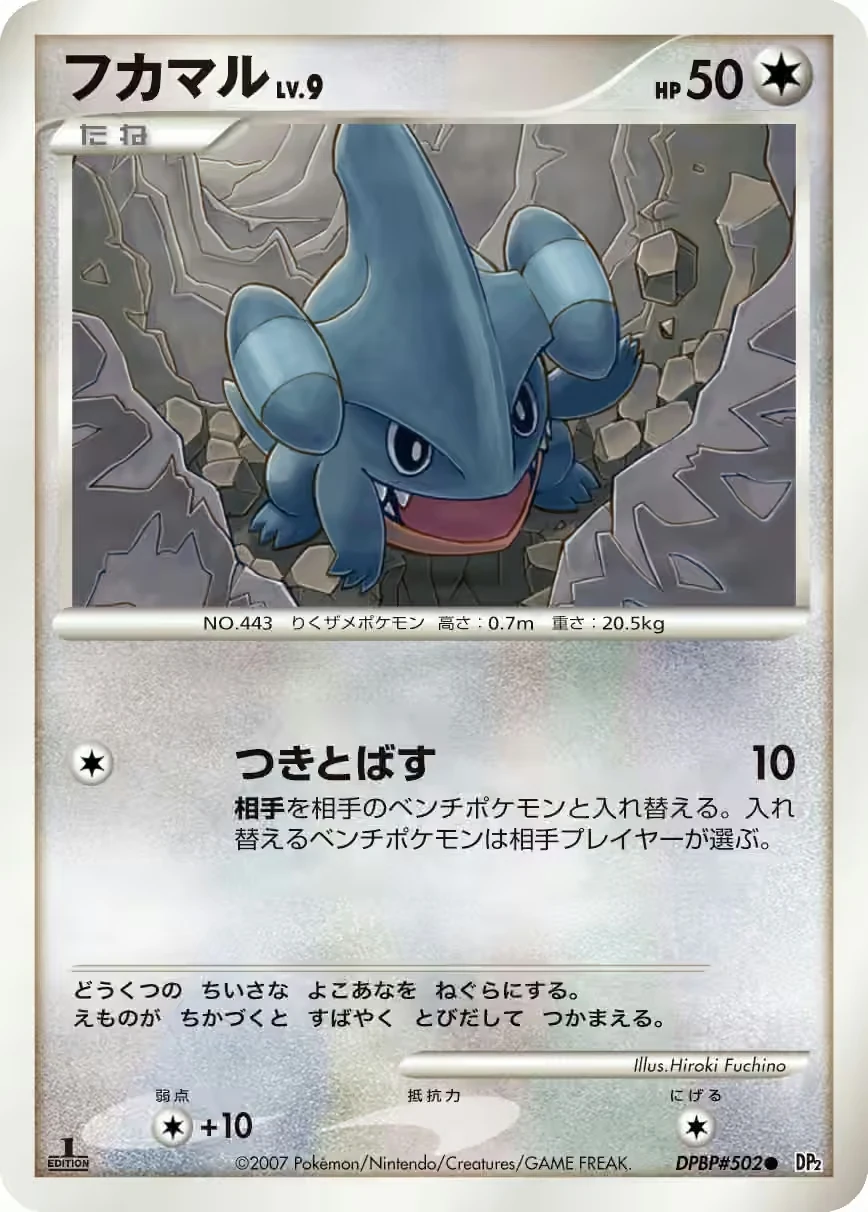 フカマル LV.9 HP 50
たね
NO.443 りくザメポケモン 高さ:0.7m 重さ:20.5kg
つきとばす 10
相手を相手のベンチポケモンと入れ替える。入れ
替えるベンチポケモンは相手プレイヤーが選ぶ。
どうくつの ちいさな よこあなを ねぐらにする。
えものが ちかづくと すばやく とびだして つかまえる。
Illus.Hiroki Fuchino
弱点 抵抗力 にげる
+10
1 EDITION ©2007 Pokémon/Nintendo/Creatures/GAME FREAK. DPBP#502● DP2